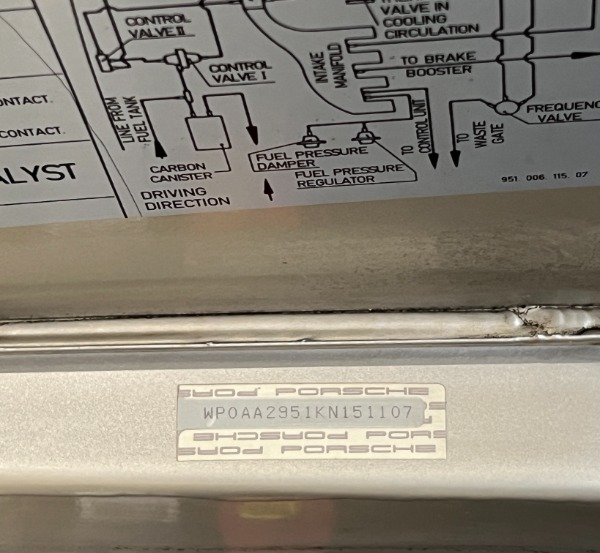 VALVE IN
COOLING
CIRCULATION
CONTROL
VALVE II
CONTROL
VALVE I
INTAKE
MANIFOLD
TO BRAKE
BOOSTER
ONTACT.
CONTACT.
ALYST
LINE FROM
FUEL TANK
CARBON
CANISTER
DRIVING
DIRECTION
FUEL PRESSURE
DAMPER
FUEL PRESSURE
REGULATOR
TO
CONTROL UNIT
TO
WASTE
GATE
FREQUENC
VALVE
951. 006. 115. 07
PORSCHE
WP0AA2951KN151107
PORSCHE
POR
PORSCHE